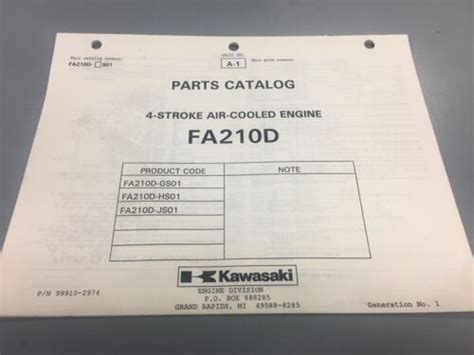 This catalog covers:
FA210D-□S01
GRID NO.
A-1
This grid covers:
PARTS CATALOG
4-STROKE AIR-COOLED ENGINE
FA210D
PRODUCT CODE NOTE
FA210D-GS01
FA210D-HS01
FA210D-JS01
Kawasaki
ENGINE DIVISION
P.O. BOX 888285
GRAND RAPIDS, MI 49588-8285
P/N 99910-2974
Generation No. 1